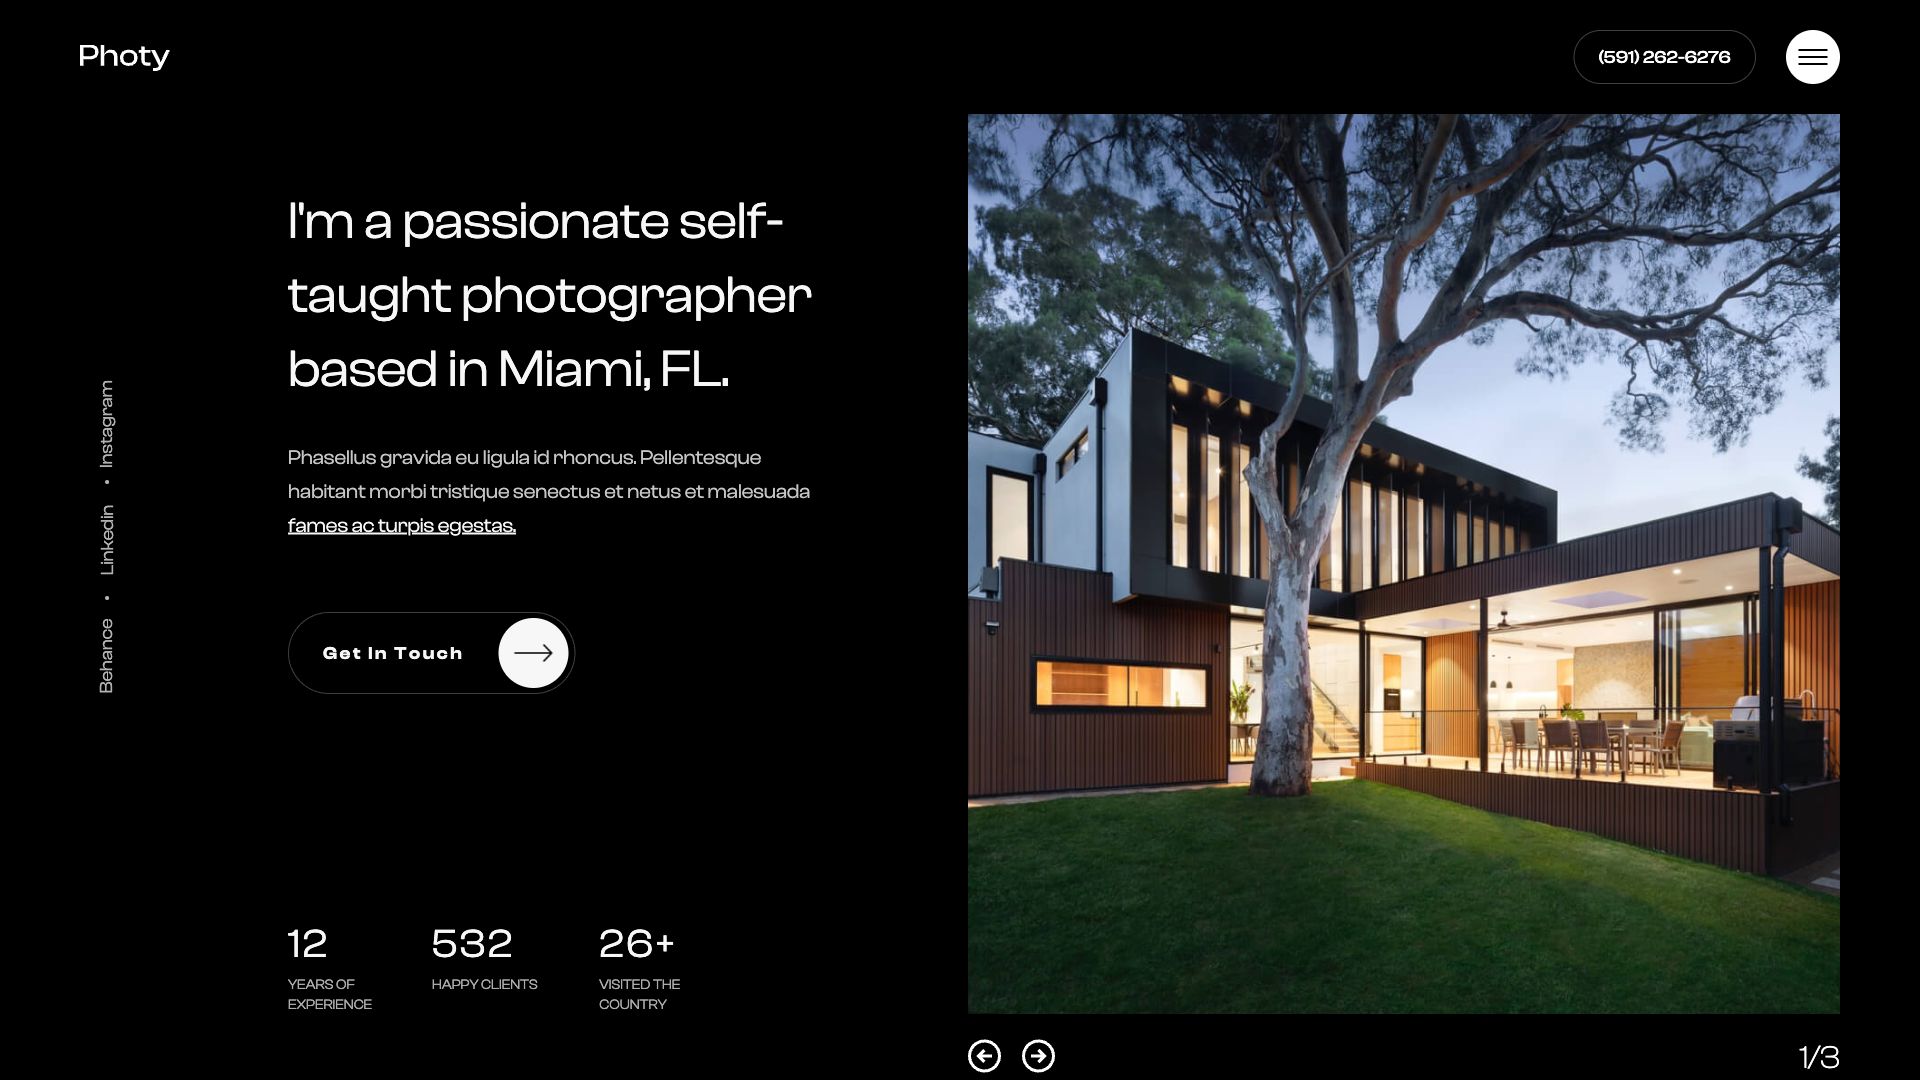 Photy
(591) 262-6276
I'm a passionate self-
taught photographer
based in Miami, FL.
Phasellus gravida eu ligula id rhoncus. Pellentesque
habitant morbi tristique senectus et netus et malesuada
fames ac turpis egestas.
Get In Touch
Behance • Linkedin • Instagram
12
YEARS OF
EXPERIENCE
532
HAPPY CLIENTS
26+
VISITED THE
COUNTRY
1/3